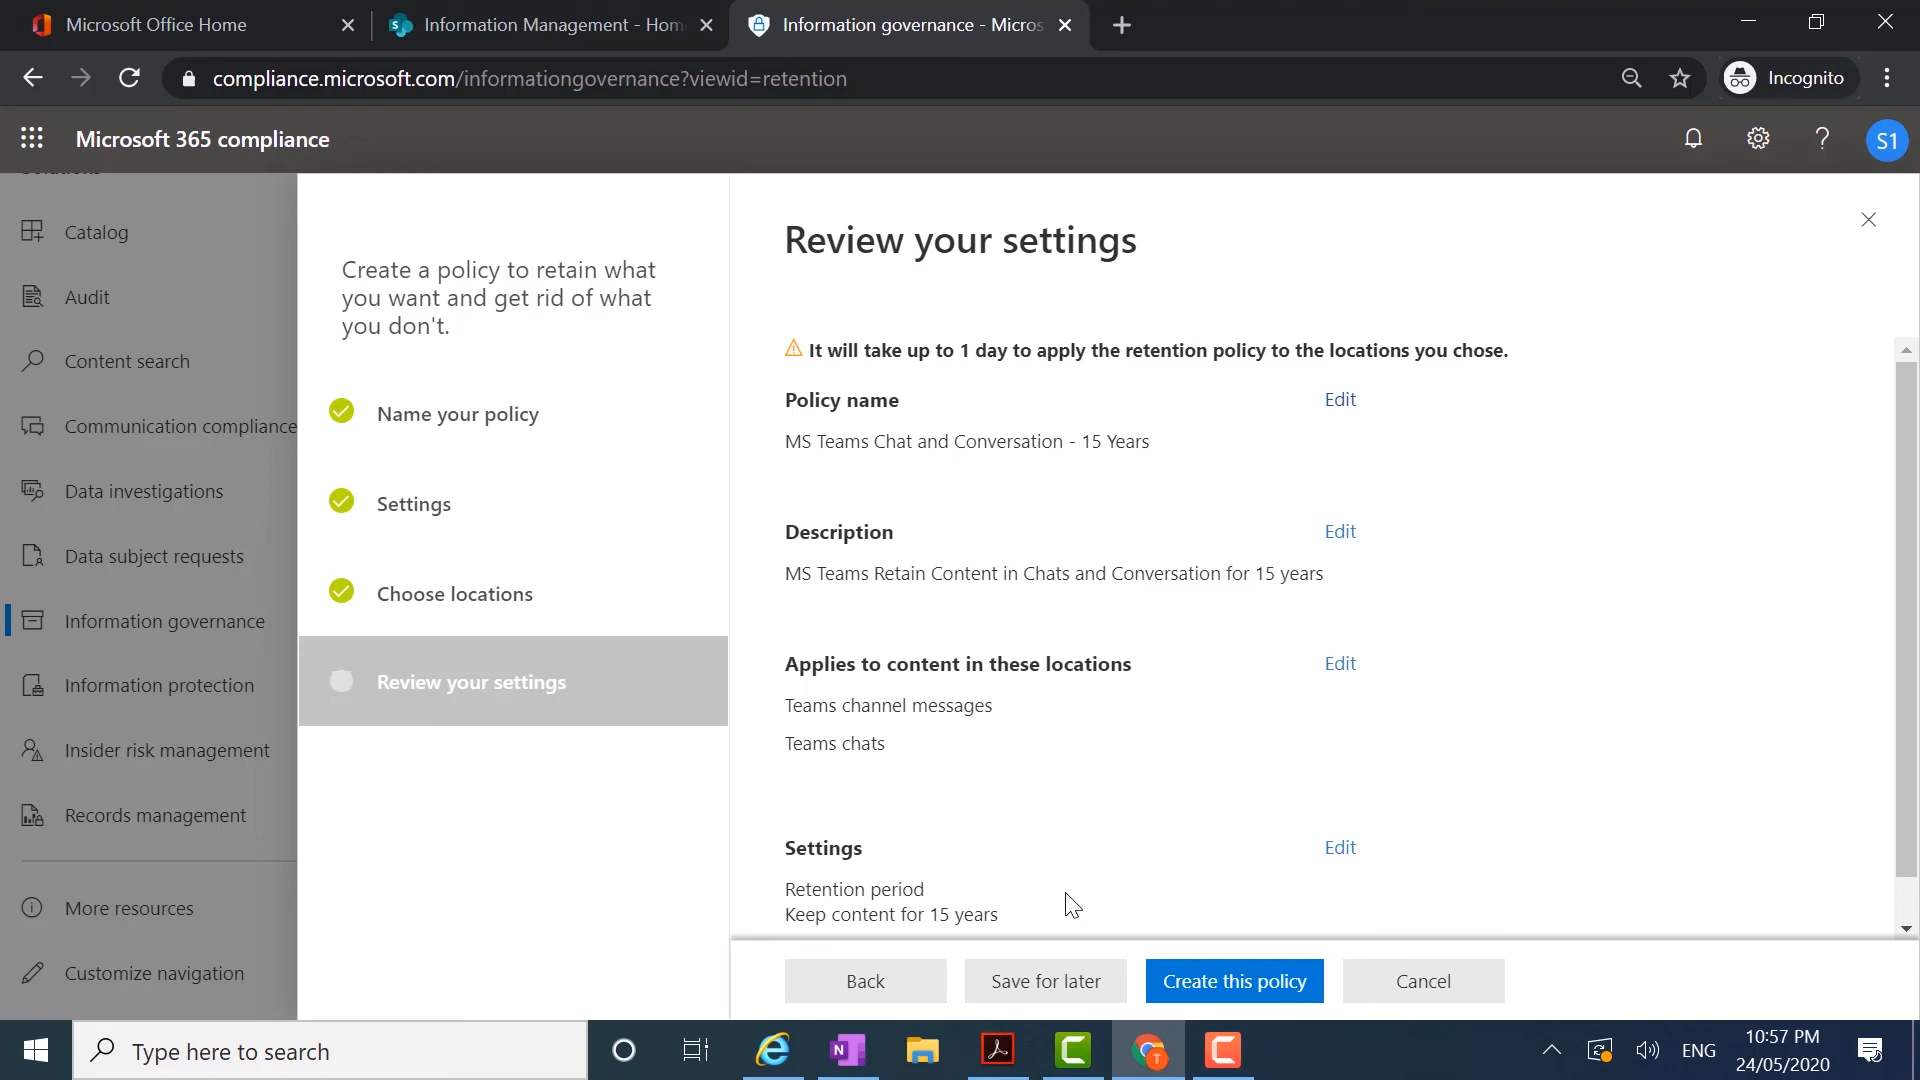 Microsoft Office Home
Information Management - Hom
Information governance - Micros
compliance.microsoft.com/informationgovernance?viewid=retention
Incognito
Microsoft 365 compliance
S1
Catalog
Audit
Content search
Communication compliance
Data investigations
Data subject requests
Information governance
Information protection
Insider risk management
Records management
More resources
Customize navigation
Create a policy to retain what
you want and get rid of what
you don't.
Name your policy
Settings
Choose locations
Review your settings
Review your settings
It will take up to 1 day to apply the retention policy to the locations you chose.
Policy name
Edit
MS Teams Chat and Conversation - 15 Years
Description
Edit
MS Teams Retain Content in Chats and Conversation for 15 years
Applies to content in these locations
Edit
Teams channel messages
Teams chats
Settings
Edit
Retention period
Keep content for 15 years
Back
Save for later
Create this policy
Cancel
Type here to search
ENG
10:57 PM
24/05/2020